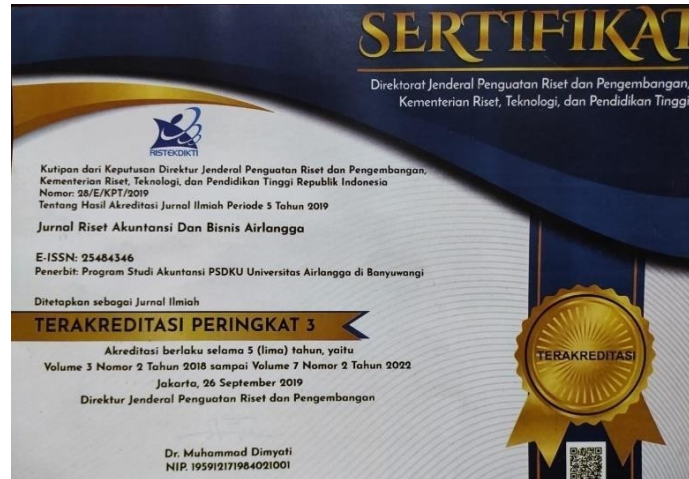 SERTIFIKAT
Direktorat Jenderal Penguatan Riset dan Pengembangan,
Kementerian Riset, Teknologi, dan Pendidikan Tinggi
RISTEKDIKTI
Kutipan dari Keputusan Direktur Jenderal Penguatan Riset dan Pengembangan,
Kementerian Riset, Teknologi, dan Pendidikan Tinggi Republik Indonesia
Nomor: 28/E/KPT/2019
Tentang Hasil Akreditasi Jurnal Ilmiah Periode 5 Tahun 2019
Jurnal Riset Akuntansi Dan Bisnis Airlangga
E-ISSN: 25484346
Penerbit: Program Studi Akuntansi PSDKU Universitas Airlangga di Banyuwangi
Ditetapkan sebagai Jurnal Ilmiah
TERAKREDITASI PERINGKAT 3
Akreditasi berlaku selama 5 (lima) tahun, yaitu
Volume 3 Nomor 2 Tahun 2018 sampai Volume 7 Nomor 2 Tahun 2022
Jakarta, 26 September 2019
Direktur Jenderal Penguatan Riset dan Pengembangan
TERAKREDITASI
Dr. Muhammad Dimyati
NIP. 195912171984021001